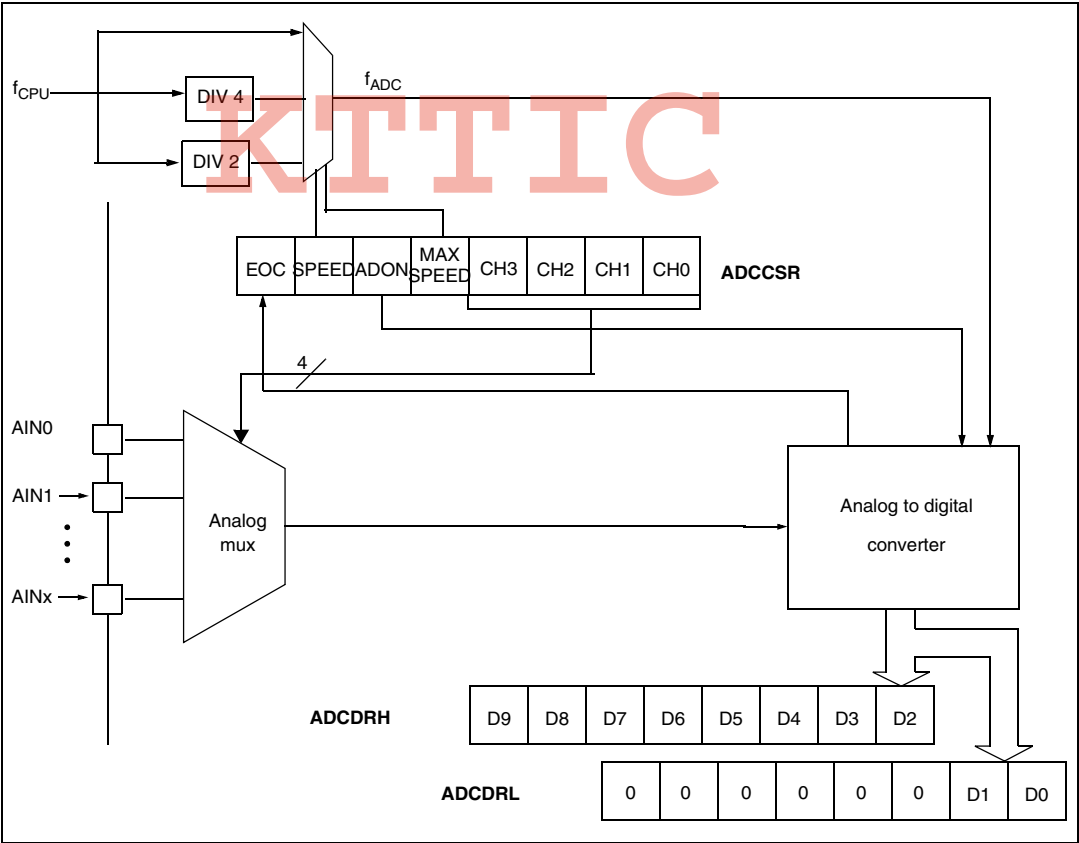 f_CPU
DIV 4
f_ADC
DIV 2
KTTIC
EOC SPEED ADON MAX SPEED CH3 CH2 CH1 CH0 ADCCSR
4
AIN0
AIN1
AINx
Analog
mux
Analog to digital
converter
ADCDRH D9 D8 D7 D6 D5 D4 D3 D2
ADCDRL 0 0 0 0 0 0 D1 D0